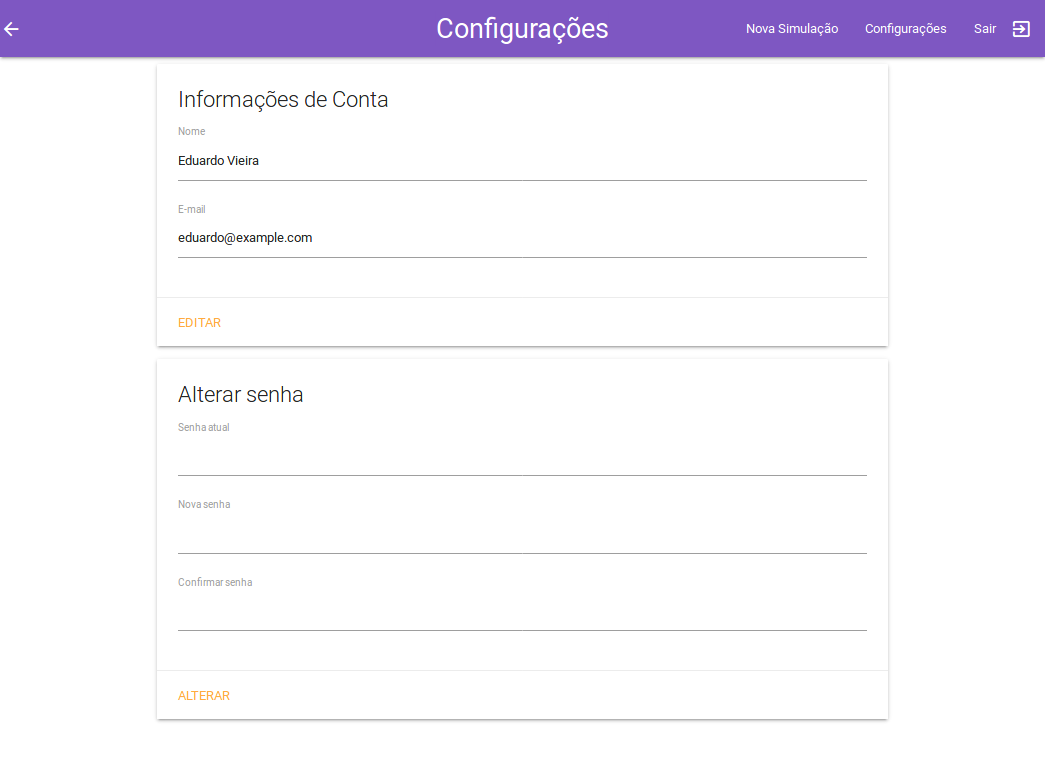 Configurações
Nova Simulação Configurações Sair
Informações de Conta
Nome
Eduardo Vieira
E-mail
eduardo@example.com
EDITAR
Alterar senha
Senha atual
Nova senha
Confirmar senha
ALTERAR